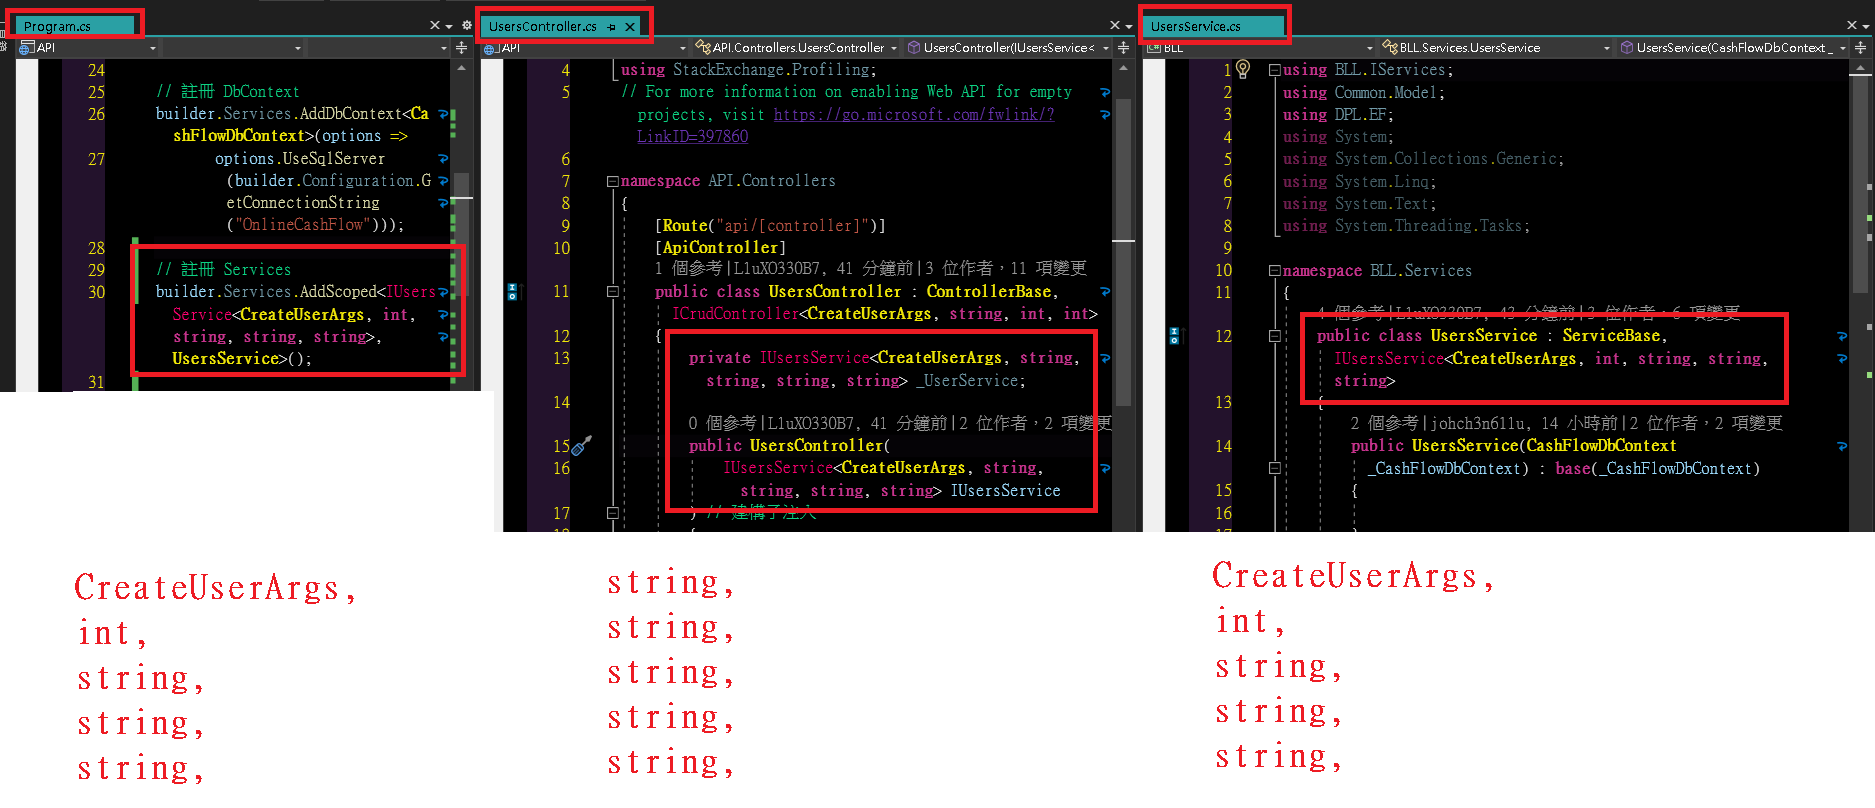 Program.cs
API
24
25 // 註冊 DbContext
26 builder.Services.AddDbContext<Ca
shFlowDbContext>(options =>
27 options.UseSqlServer
(builder.Configuration.G
etConnectionString
("OnlineCashFlow")));
28
29 // 註冊 Services
30 builder.Services.AddScoped<IUsers
Service<CreateUserArgs, int,
string, string, string>,
UsersService>();
31
UsersController.cs
API API.Controllers.UsersController UsersController(IUsersService<
4 using StackExchange.Profiling;
5 // For more information on enabling Web API for empty
projects, visit https://go.microsoft.com/fwlink/?
LinkID=397860
6
7 namespace API.Controllers
8 {
9 [Route("api/[controller]")]
10 [ApiController]
1 個參考|L1uXO330B7, 41 分鐘前|3 位作者，11 項變更
11 public class UsersController : ControllerBase,
ICrudController<CreateUserArgs, string, int, int>
12 {
13 private IUsersService<CreateUserArgs, string,
string, string, string> _UserService;
14
0 個參考|L1uXO330B7, 41 分鐘前|2 位作者，2 項變更
15 public UsersController(
16 IUsersService<CreateUserArgs, string,
string, string, string> IUsersService
17 ) // 建構子注入
UsersService.cs
BLL BLL.Services.UsersService UsersService(CashFlowDbContext _
1 using BLL.IServices;
2 using Common.Model;
3 using DPL.EF;
4 using System;
5 using System.Collections.Generic;
6 using System.Linq;
7 using System.Text;
8 using System.Threading.Tasks;
9
10 namespace BLL.Services
11 {
4 個參考|L1uXO330B7, 43 分鐘前|3 位作者，6 項變更
12 public class UsersService : ServiceBase,
IUsersService<CreateUserArgs, int, string, string,
string>
13 {
2 個參考|johch3n611u, 14 小時前|2 位作者，2 項變更
14 public UsersService(CashFlowDbContext
_CashFlowDbContext) : base(_CashFlowDbContext)
15 {
16
CreateUserArgs,
int,
string,
string,
string,
string,
string,
string,
string,
string,
CreateUserArgs,
int,
string,
string,
string,